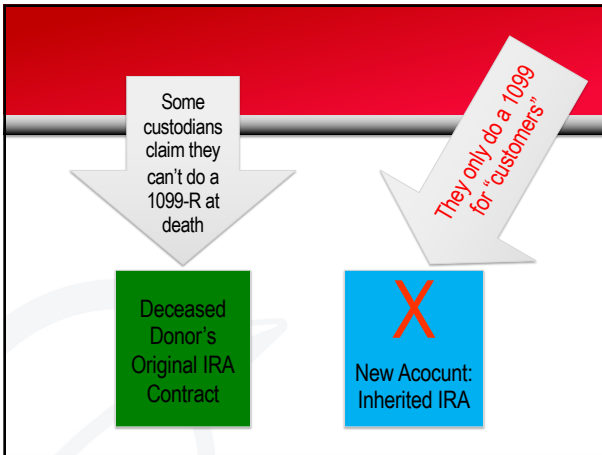 Some
custodians
claim they
can't do a
1099-R at
death
They only do a 1099
for “customers”
Deceased
Donor's
Original IRA
Contract
X
New Acocunt:
Inherited IRA